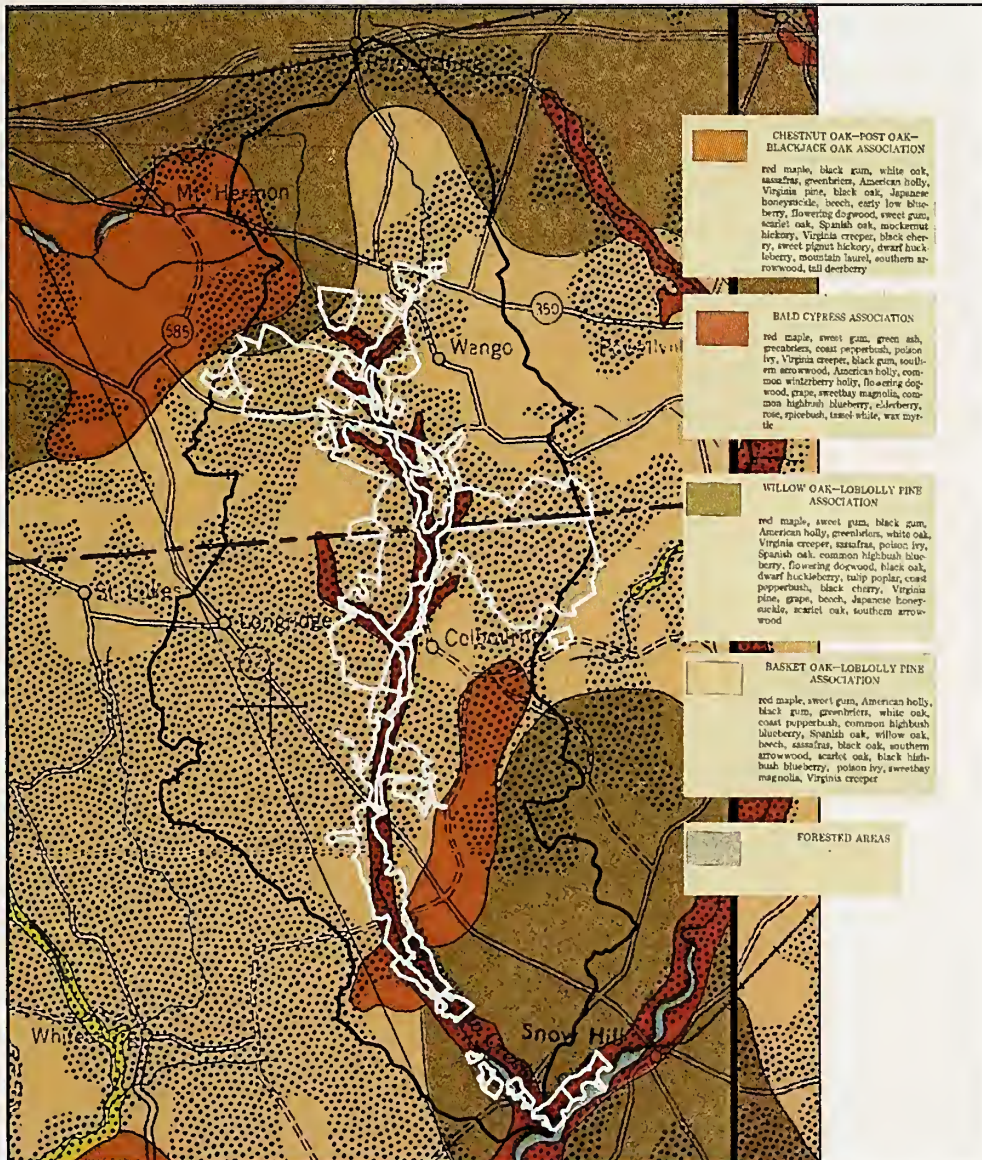 Mt. Hermon
585
350
Wango
St. Lukes
Longridge
Colbourne
12
Snow Hill
White
CHESTNUT OAK—POST OAK—
BLACKJACK OAK ASSOCIATION
red maple, black gum, white oak,
sassafras, greenbriers, American holly,
Virginia pine, black oak, Japanese
honeysuckle, beech, early low blue-
berry, flowering dogwood, sweet gum,
scarlet oak, Spanish oak, mockernut
hickory, Virginia creeper, black cher-
ry, sweet pignut hickory, dwarf huck-
leberry, mountain laurel, southern ar-
rowwood, tall deerberry
BALD CYPRESS ASSOCIATION
red maple, sweet gum, green ash,
greenbriers, coast pepperbush, poison
ivy, Virginia creeper, black gum, south-
ern arrowwood, American holly, com-
mon winterberry holly, flowering dog-
wood, grape, sweetbay magnolia, com-
mon highbush blueberry, elderberry,
rose, spicebush, tassel-white, wax myr-
tle
WILLOW OAK—LOBLOLLY PINE
ASSOCIATION
red maple, sweet gum, black gum,
American holly, greenbriers, white oak,
Virginia creeper, sassafras, poison ivy,
Spanish oak, common highbush blue-
berry, flowering dogwood, black oak,
dwarf huckleberry, tulip poplar, coast
pepperbush, black cherry, Virginia
pine, grape, beech, Japanese honey-
suckle, scarlet oak, southern arrow-
wood
BASKET OAK—LOBLOLLY PINE
ASSOCIATION
red maple, sweet gum, American holly,
black gum, greenbriers, white oak,
coast pepperbush, common highbush
blueberry, Spanish oak, willow oak,
beech, sassafras, black oak, southern
arrowwood, scarlet oak, black high-
bush blueberry, poison ivy, sweetbay
magnolia, Virginia creeper
FORESTED AREAS